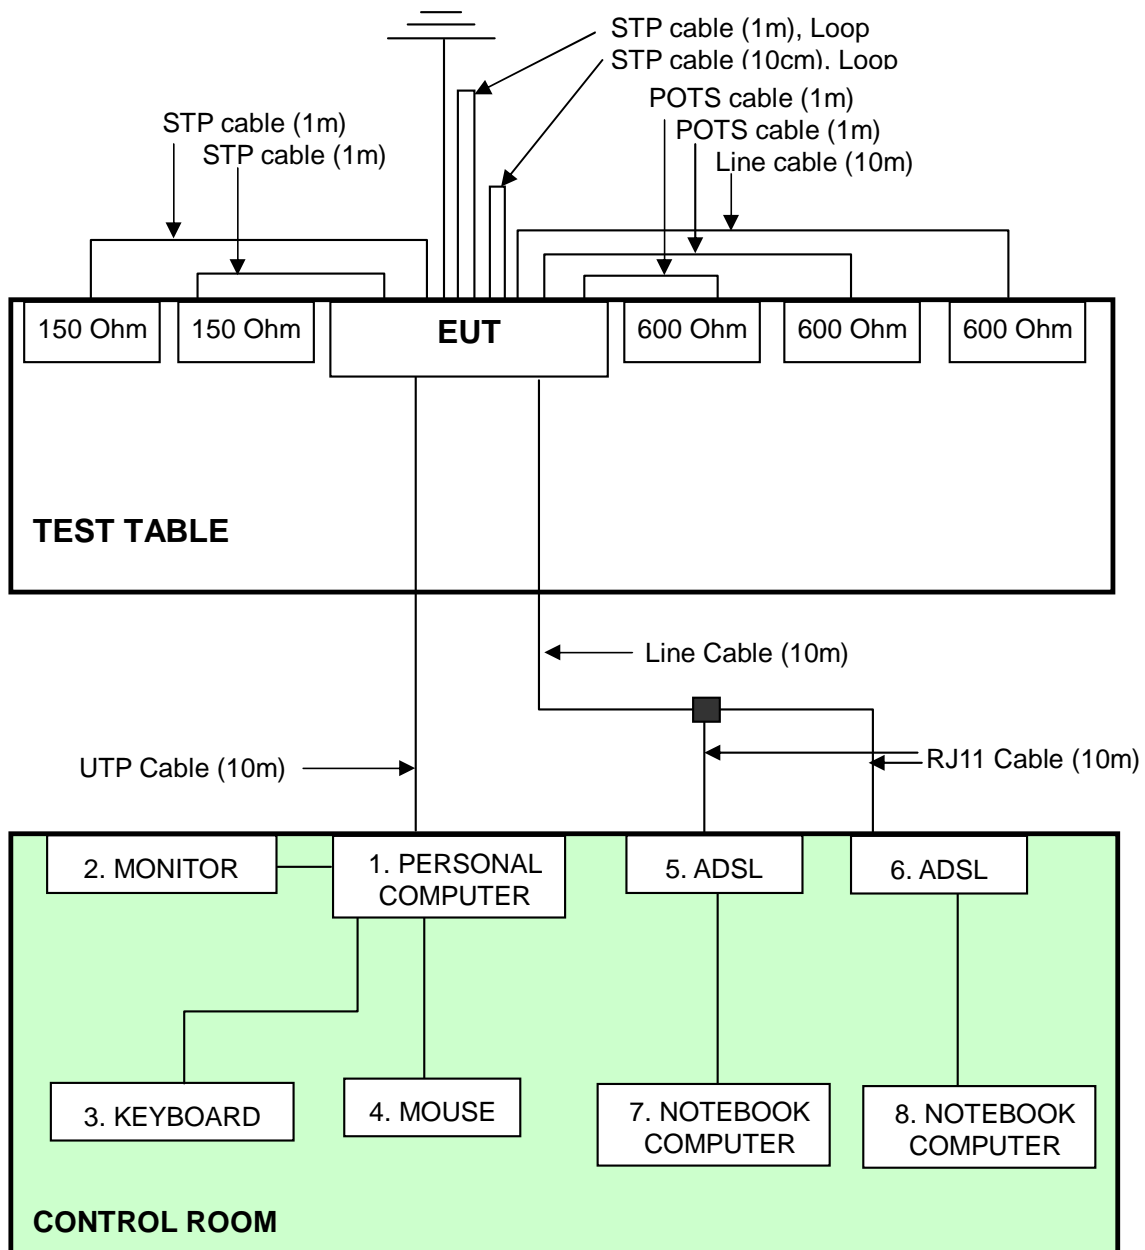 STP cable (1m), Loop
STP cable (10cm), Loop
POTS cable (1m)
STP cable (1m)
POTS cable (1m)
STP cable (1m)
Line cable (10m)
150 Ohm
150 Ohm
EUT
600 Ohm
600 Ohm
600 Ohm
TEST TABLE
Line Cable (10m)
UTP Cable (10m)
RJ11 Cable (10m)
2. MONITOR
1. PERSONAL
COMPUTER
5. ADSL
6. ADSL
3. KEYBOARD
4. MOUSE
7. NOTEBOOK
COMPUTER
8. NOTEBOOK
COMPUTER
CONTROL ROOM